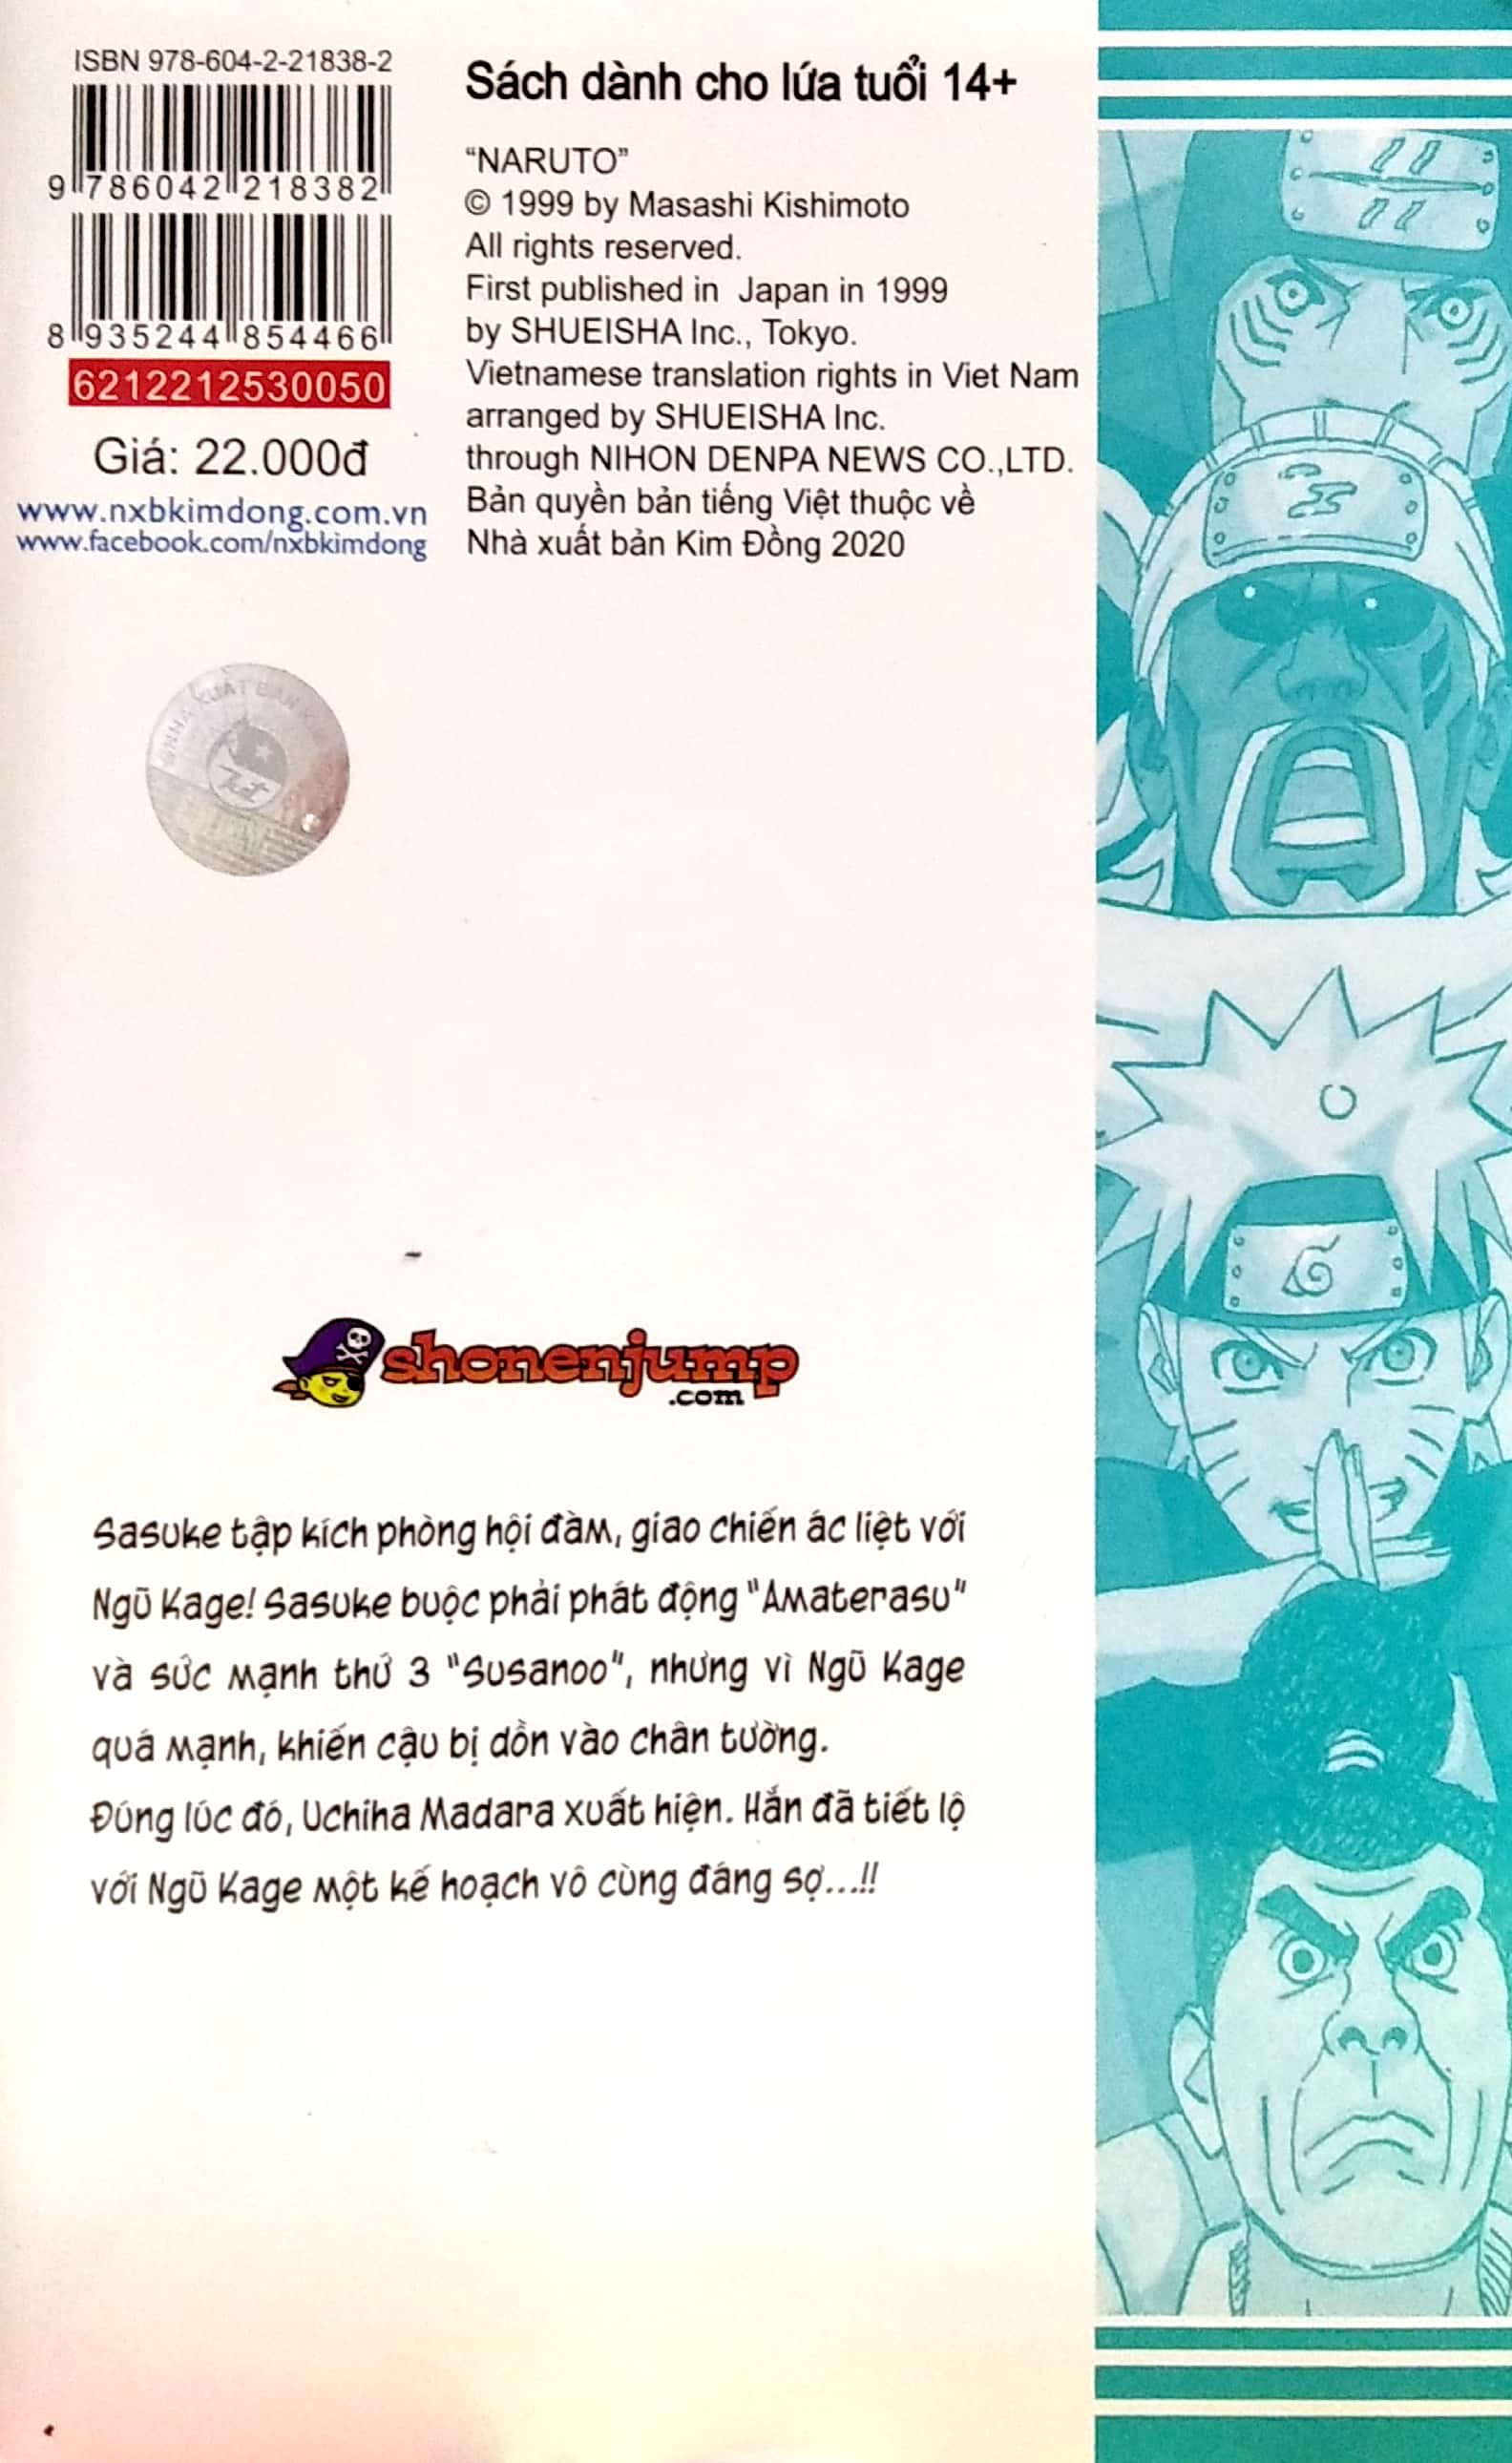 ISBN 978-604-2-21838-2
9 786042 218382
8 935244 854466
6212212530050
Giá: 22.000đ
www.nxbkimdong.com.vn
www.facebook.com/nxbkimdong
Sách dành cho lứa tuổi 14+
“NARUTO”
© 1999 by Masashi Kishimoto
All rights reserved.
First published in Japan in 1999
by SHUEISHA Inc., Tokyo.
Vietnamese translation rights in Viet Nam
arranged by SHUEISHA Inc.
through NIHON DENPA NEWS CO.,LTD.
Bản quyền bản tiếng Việt thuộc về
Nhà xuất bản Kim Đồng 2020
shonenjump
.com
Sasuke tập kích phòng hội đàm, giao chiến ác liệt với
Ngũ Kage! Sasuke buộc phải phát động "Amaterasu"
và sức mạnh thứ 3 "Susanoo", nhưng vì Ngũ Kage
quá mạnh, khiến cậu bị dồn vào chân tường.
Đúng lúc đó, Uchiha Madara xuất hiện. Hắn đã tiết lộ
với Ngũ Kage một kế hoạch vô cùng đáng sợ...!!